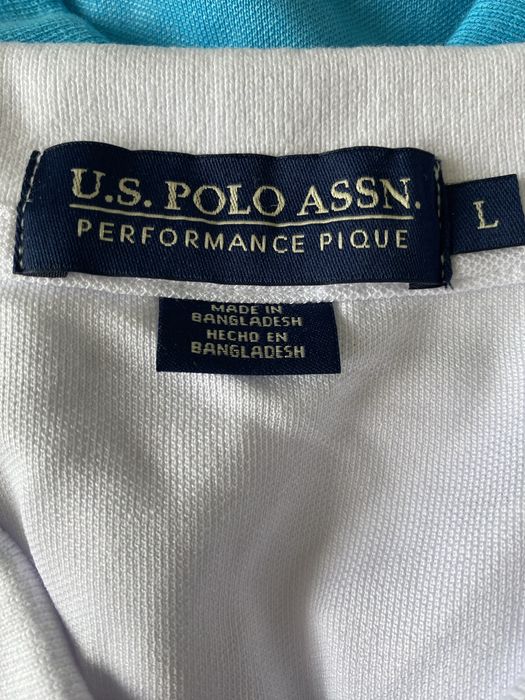 U.S. POLO ASSN.
PERFORMANCE PIQUE
L
MADE IN
BANGLADESH
HECHO EN
BANGLADESH